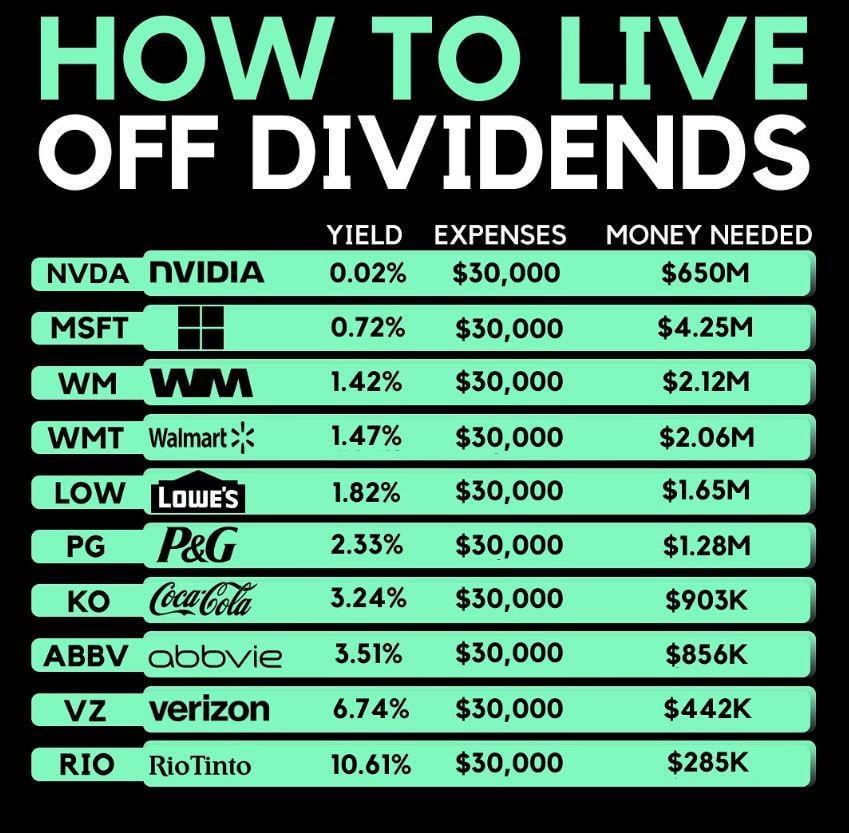 HOW TO LIVE
OFF DIVIDENDS
YIELD EXPENSES MONEY NEEDED
NVDA nVIDIA 0.02% $30,000 $650M
MSFT 0.72% $30,000 $4.25M
WM WM 1.42% $30,000 $2.12M
WMT Walmart 1.47% $30,000 $2.06M
LOW LOWE'S 1.82% $30,000 $1.65M
PG P&G 2.33% $30,000 $1.28M
KO Coca-Cola 3.24% $30,000 $903K
ABBV abbvie 3.51% $30,000 $856K
VZ verizon 6.74% $30,000 $442K
RIO RioTinto 10.61% $30,000 $285K